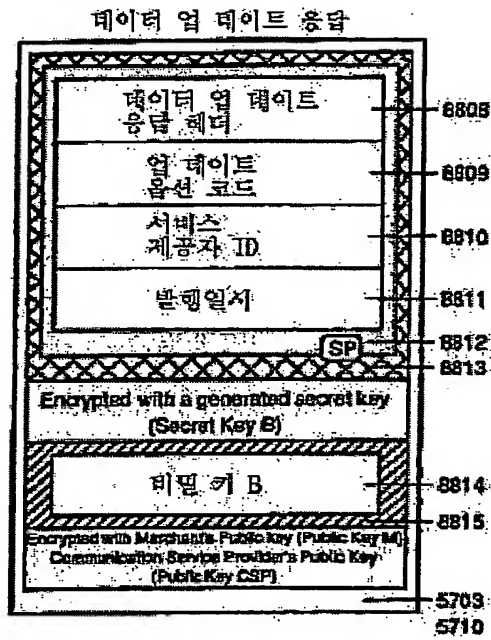 데이터 업 데이트 응답
데이터 업 데이트
응답 헤더
8808
업 데이트
옵션 코드
8809
서비스
제공자 ID
8810
발행일시
8811
8812
SP
8813
Encrypted with a generated secret key
(Secret Key B)
비밀 키 B
8814
8815
Encrypted with Merchant's Public Key (Public Key M)
Communication Service Provider's Public Key
(Public Key CSP)
5703
5710